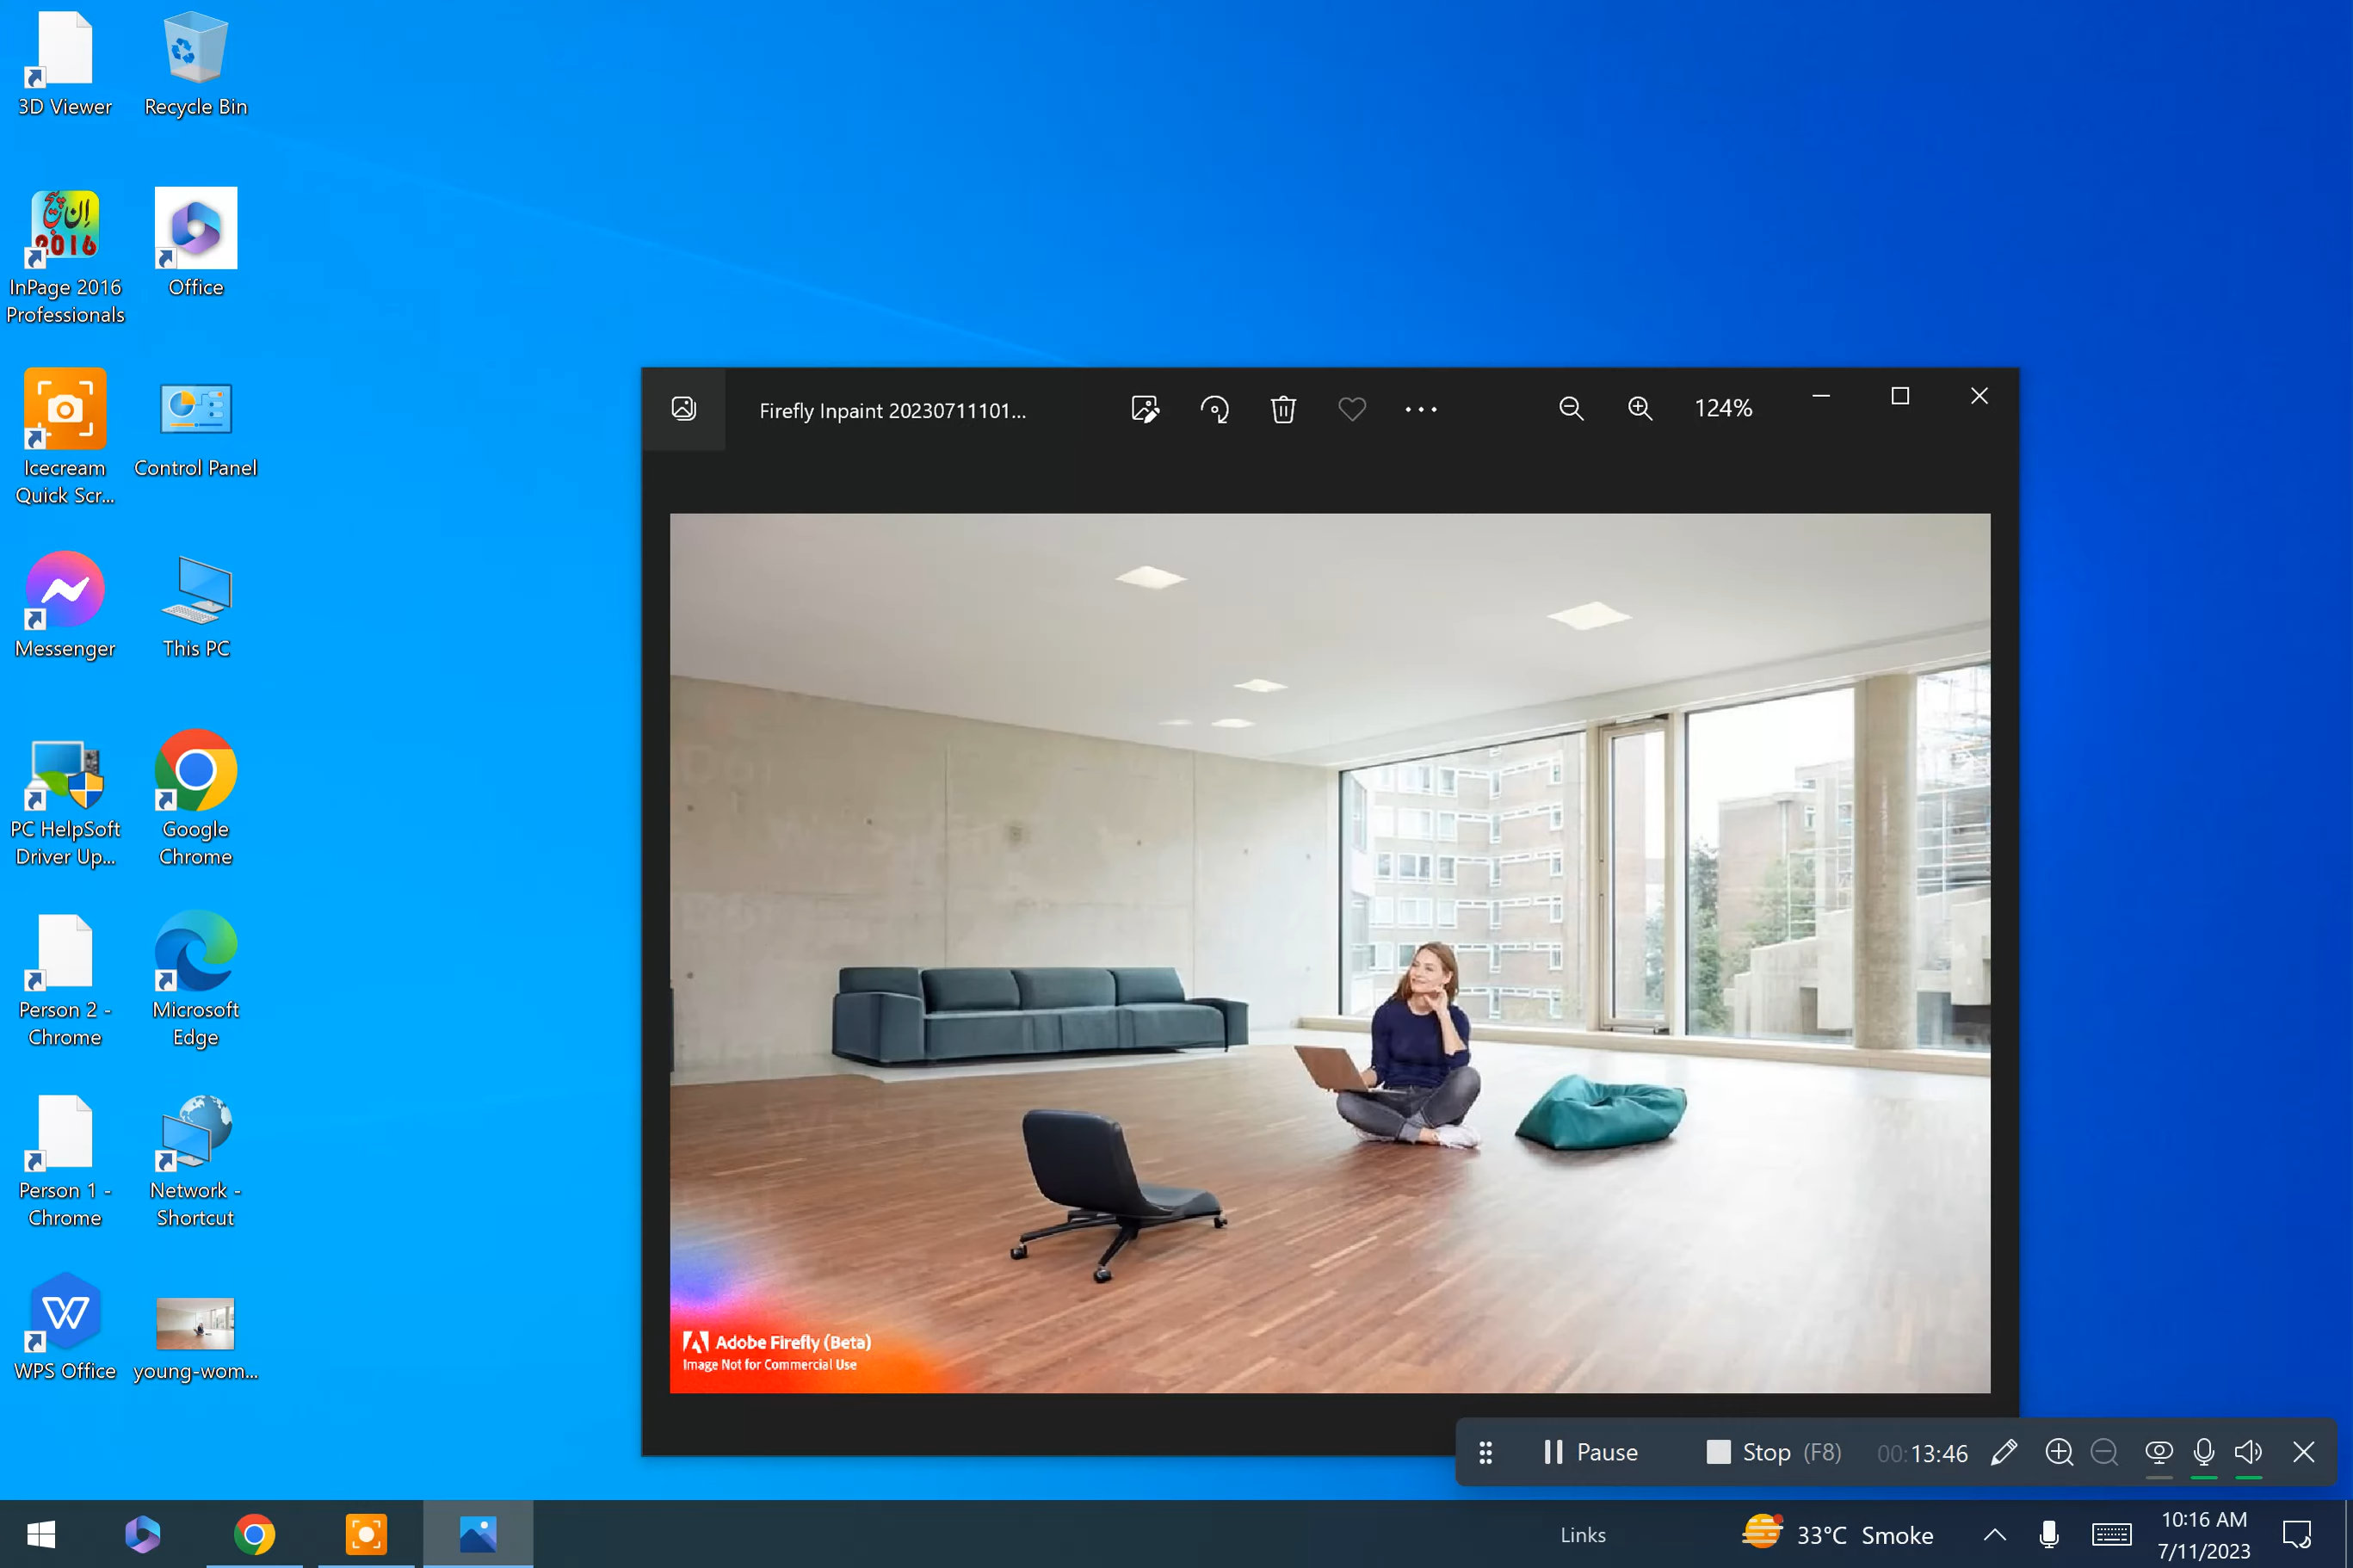 3D Viewer
Recycle Bin
اِن پیج
2016
InPage 2016
Professionals
Office
Icecream
Quick Scr...
Control Panel
Messenger
This PC
PC HelpSoft
Driver Up...
Google
Chrome
Person 2 -
Chrome
Microsoft
Edge
Person 1 -
Chrome
Network -
Shortcut
WPS Office
young-wom...
Firefly Inpaint 20230711101...
124%
Adobe Firefly (Beta)
Image Not for Commercial Use
Pause
Stop (F8)
00:13:46
Links
33°C Smoke
10:16 AM
7/11/2023